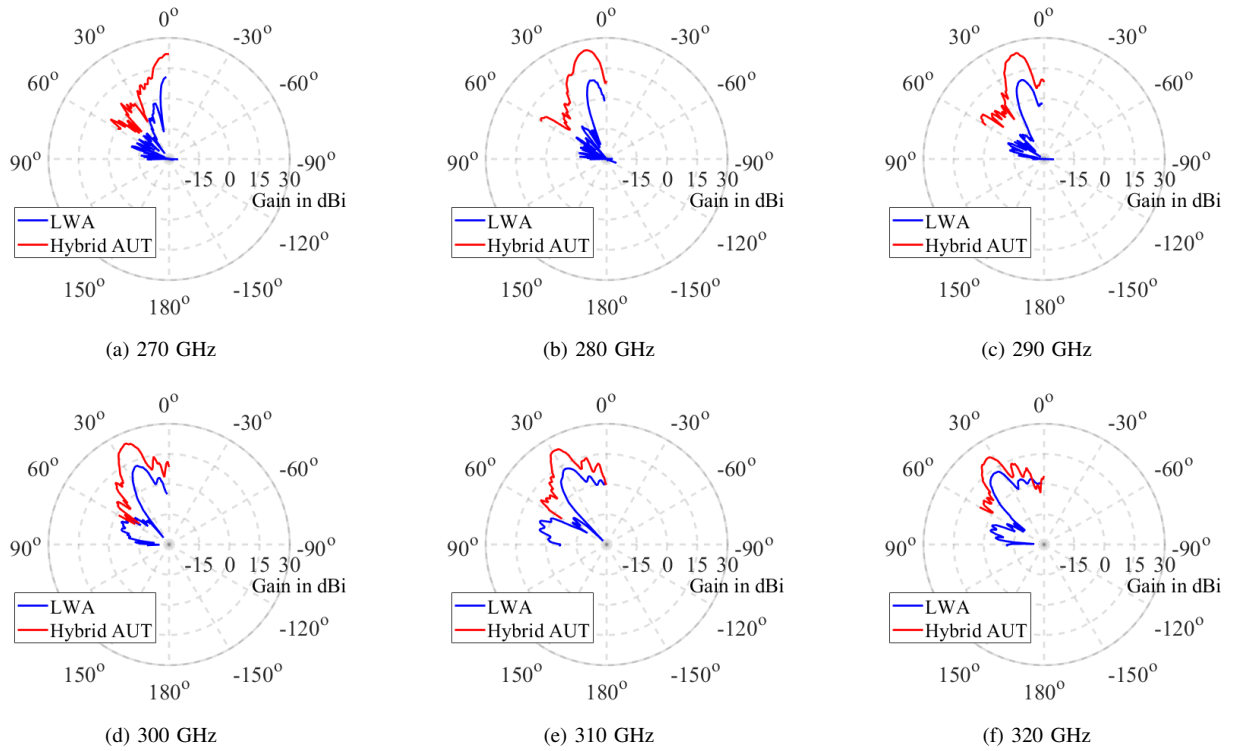 0°
30° -30°
60° -60°
90° -90°
-15 0 15 30
Gain in dBi
LWA
Hybrid AUT
-120°
150° -150°
180°
(a) 270 GHz
0°
30° -30°
60° -60°
90° -90°
-15 0 15 30
Gain in dBi
LWA
Hybrid AUT
-120°
150° -150°
180°
(b) 280 GHz
0°
30° -30°
60° -60°
90° -90°
-15 0 15 30
Gain in dBi
LWA
Hybrid AUT
-120°
150° -150°
180°
(c) 290 GHz
0°
30° -30°
60° -60°
90° -90°
-15 0 15 30
Gain in dBi
LWA
Hybrid AUT
-120°
150° -150°
180°
(d) 300 GHz
0°
30° -30°
60° -60°
90° -90°
-15 0 15 30
Gain in dBi
LWA
Hybrid AUT
-120°
150° -150°
180°
(e) 310 GHz
0°
30° -30°
60° -60°
90° -90°
-15 0 15 30
Gain in dBi
LWA
Hybrid AUT
-120°
150° -150°
180°
(f) 320 GHz